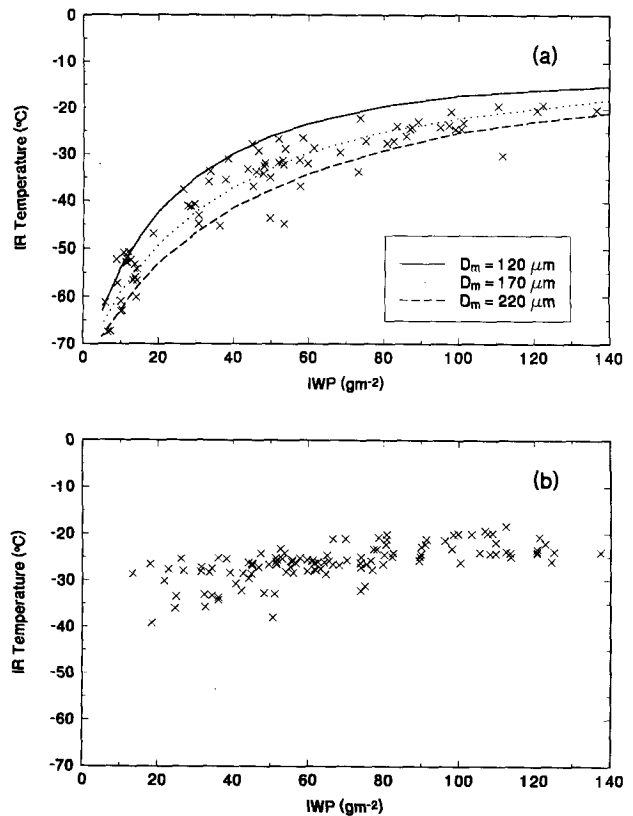 0
-10
-20
-30
-40
-50
-60
-70
IR Temperature (ºC)
(a)
Dm = 120 μm
Dm = 170 μm
Dm = 220 μm
0 20 40 60 80 100 120 140
IWP (gm-2)
0
-10
-20
-30
-40
-50
-60
-70
IR Temperature (ºC)
(b)
0 20 40 60 80 100 120 140
IWP (gm-2)